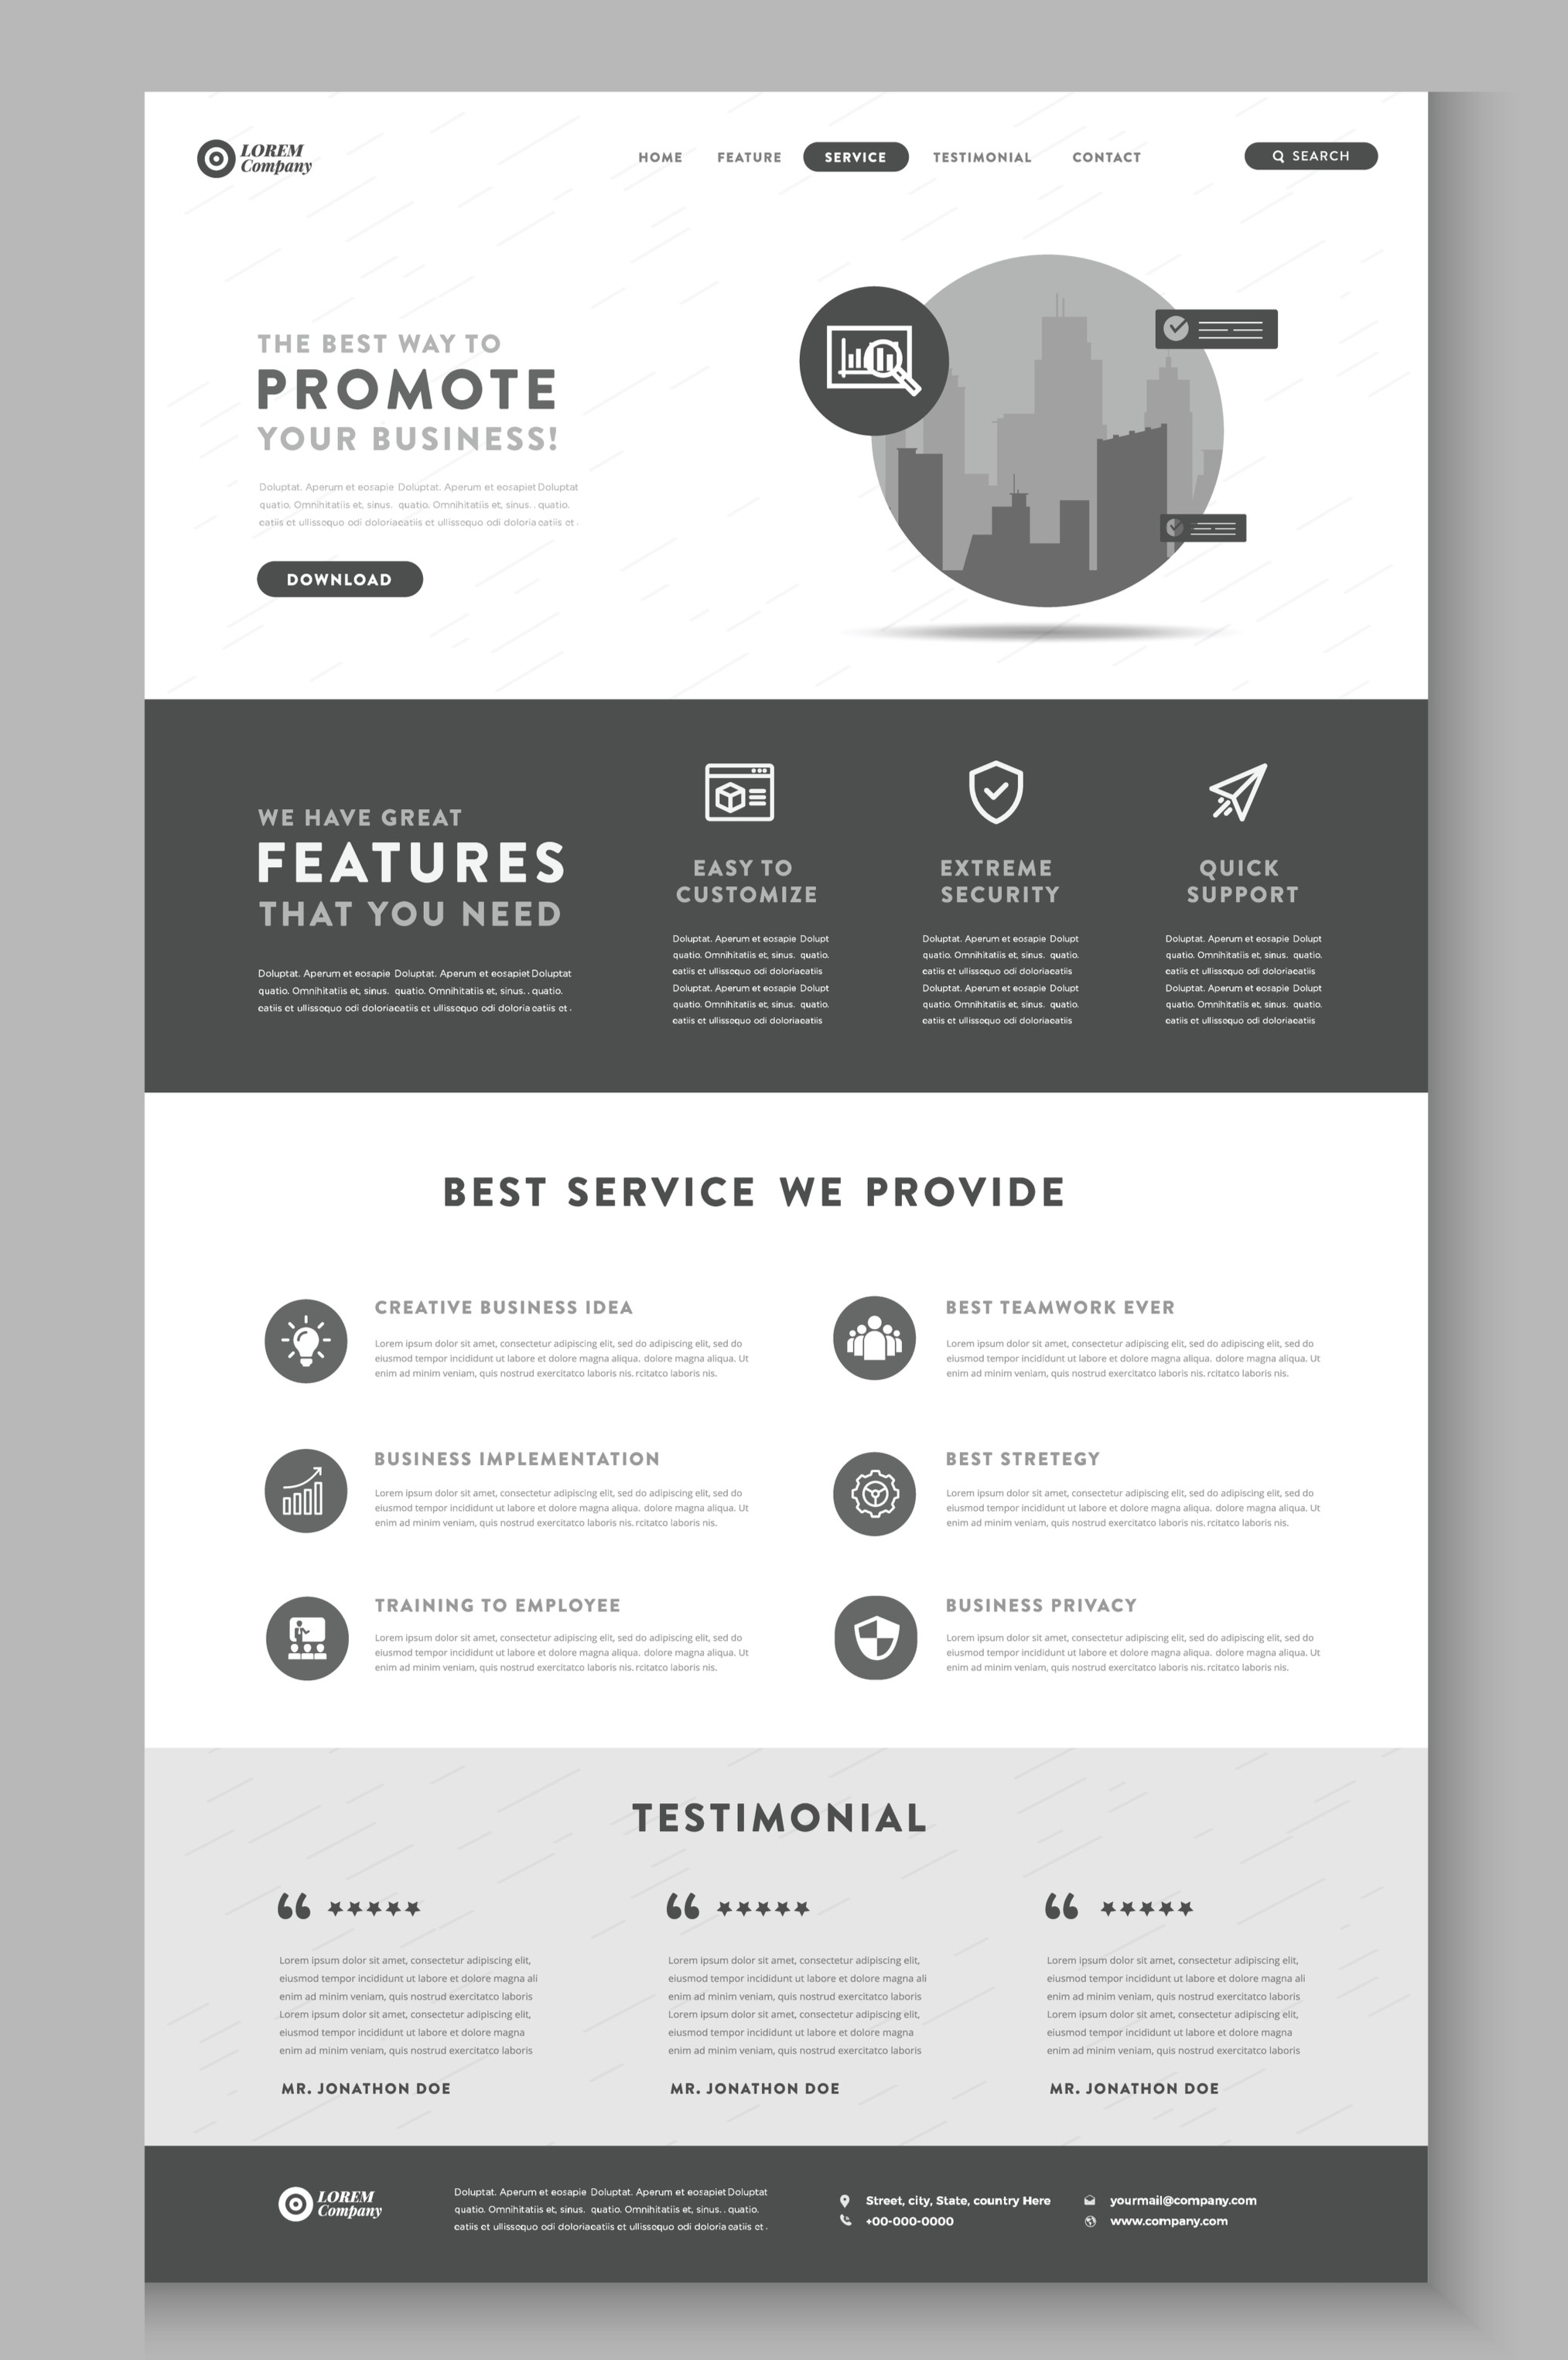 LOREM
Company
HOME FEATURE SERVICE TESTIMONIAL CONTACT SEARCH
THE BEST WAY TO
PROMOTE
YOUR BUSINESS!
Doluptat. Aperum et eosapie Doluptat. Aperum et eosapiet Doluptat
quatio. Omnihitatiis et, sinus. quatio. Omnihitatiis et, sinus. . quatio.
eatiis et ullissequo odi doloriaeatiis et ullissequo odi doloria eatiis et .
DOWNLOAD
WE HAVE GREAT
FEATURES
THAT YOU NEED
Doluptat. Aperum et eosapie Doluptat. Aperum et eosapiet Doluptat
quatio. Omnihitatiis et, sinus. quatio. Omnihitatiis et, sinus. . quatio.
eatiis et ullissequo odi doloriaeatiis et ullissequo odi doloria eatiis et .
EASY TO
CUSTOMIZE
Doluptat. Aperum et eosapie Dolupt
quatio. Omnihitatiis et, sinus. quatio.
eatiis et ullissequo odi doloriaeatiis
Doluptat. Aperum et eosapie Dolupt
quatio. Omnihitatiis et, sinus. quatio.
eatiis et ullissequo odi doloriaeatiis
EXTREME
SECURITY
Doluptat. Aperum et eosapie Dolupt
quatio. Omnihitatiis et, sinus. quatio.
eatiis et ullissequo odi doloriaeatiis
Doluptat. Aperum et eosapie Dolupt
quatio. Omnihitatiis et, sinus. quatio.
eatiis et ullissequo odi doloriaeatiis
QUICK
SUPPORT
Doluptat. Aperum et eosapie Dolupt
quatio. Omnihitatiis et, sinus. quatio.
eatiis et ullissequo odi doloriaeatiis
Doluptat. Aperum et eosapie Dolupt
quatio. Omnihitatiis et, sinus. quatio.
eatiis et ullissequo odi doloriaeatiis
BEST SERVICE WE PROVIDE
CREATIVE BUSINESS IDEA
Lorem ipsum dolor sit amet, consectetur adipiscing elit, sed do adipiscing elit, sed do
eiusmod tempor incididunt ut labore et dolore magna aliqua. dolore magna aliqua. Ut
enim ad minim veniam, quis nostrud exercitatco laboris nis. rcitatco laboris nis.
BEST TEAMWORK EVER
Lorem ipsum dolor sit amet, consectetur adipiscing elit, sed do adipiscing elit, sed do
eiusmod tempor incididunt ut labore et dolore magna aliqua. dolore magna aliqua. Ut
enim ad minim veniam, quis nostrud exercitatco laboris nis. rcitatco laboris nis.
BUSINESS IMPLEMENTATION
Lorem ipsum dolor sit amet, consectetur adipiscing elit, sed do adipiscing elit, sed do
eiusmod tempor incididunt ut labore et dolore magna aliqua. dolore magna aliqua. Ut
enim ad minim veniam, quis nostrud exercitatco laboris nis. rcitatco laboris nis.
BEST STRETEGY
Lorem ipsum dolor sit amet, consectetur adipiscing elit, sed do adipiscing elit, sed do
eiusmod tempor incididunt ut labore et dolore magna aliqua. dolore magna aliqua. Ut
enim ad minim veniam, quis nostrud exercitatco laboris nis. rcitatco laboris nis.
TRAINING TO EMPLOYEE
Lorem ipsum dolor sit amet, consectetur adipiscing elit, sed do adipiscing elit, sed do
eiusmod tempor incididunt ut labore et dolore magna aliqua. dolore magna aliqua. Ut
enim ad minim veniam, quis nostrud exercitatco laboris nis. rcitatco laboris nis.
BUSINESS PRIVACY
Lorem ipsum dolor sit amet, consectetur adipiscing elit, sed do adipiscing elit, sed do
eiusmod tempor incididunt ut labore et dolore magna aliqua. dolore magna aliqua. Ut
enim ad minim veniam, quis nostrud exercitatco laboris nis. rcitatco laboris nis.
TESTIMONIAL
“ ★★★★★
Lorem ipsum dolor sit amet, consectetur adipiscing elit,
eiusmod tempor incididunt ut labore et dolore magna ali
enim ad minim veniam, quis nostrud exercitatco laboris
Lorem ipsum dolor sit amet, consectetur adipiscing elit,
eiusmod tempor incididunt ut labore et dolore magna
enim ad minim veniam, quis nostrud exercitatco laboris
MR. JONATHON DOE
“ ★★★★★
Lorem ipsum dolor sit amet, consectetur adipiscing elit,
eiusmod tempor incididunt ut labore et dolore magna ali
enim ad minim veniam, quis nostrud exercitatco laboris
Lorem ipsum dolor sit amet, consectetur adipiscing elit,
eiusmod tempor incididunt ut labore et dolore magna
enim ad minim veniam, quis nostrud exercitatco laboris
MR. JONATHON DOE
“ ★★★★★
Lorem ipsum dolor sit amet, consectetur adipiscing elit,
eiusmod tempor incididunt ut labore et dolore magna ali
enim ad minim veniam, quis nostrud exercitatco laboris
Lorem ipsum dolor sit amet, consectetur adipiscing elit,
eiusmod tempor incididunt ut labore et dolore magna
enim ad minim veniam, quis nostrud exercitatco laboris
MR. JONATHON DOE
LOREM
Company
Doluptat. Aperum et eosapie Doluptat. Aperum et eosapiet Doluptat
quatio. Omnihitatiis et, sinus. quatio. Omnihitatiis et, sinus. . quatio.
eatiis et ullissequo odi doloriaeatiis et ullissequo odi doloria eatiis et .
Street, city, State, country Here
+00-000-0000
yourmail@company.com
www.company.com